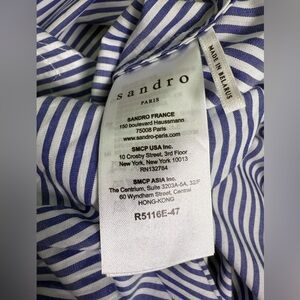 sandro
PARIS
SANDRO FRANCE
150 boulevard Haussmann
75008 Paris
www.sandro-paris.com
SMCP USA Inc.
10 Crosby Street, 3rd Floor
New York, New York 10013
RN132784
SMCP ASIA Inc.
The Centrium, Suite 3203A-5A, 32/F
60 Wyndham Street, Central
HONG-KONG
R5116E-47
MADE IN BELARUS